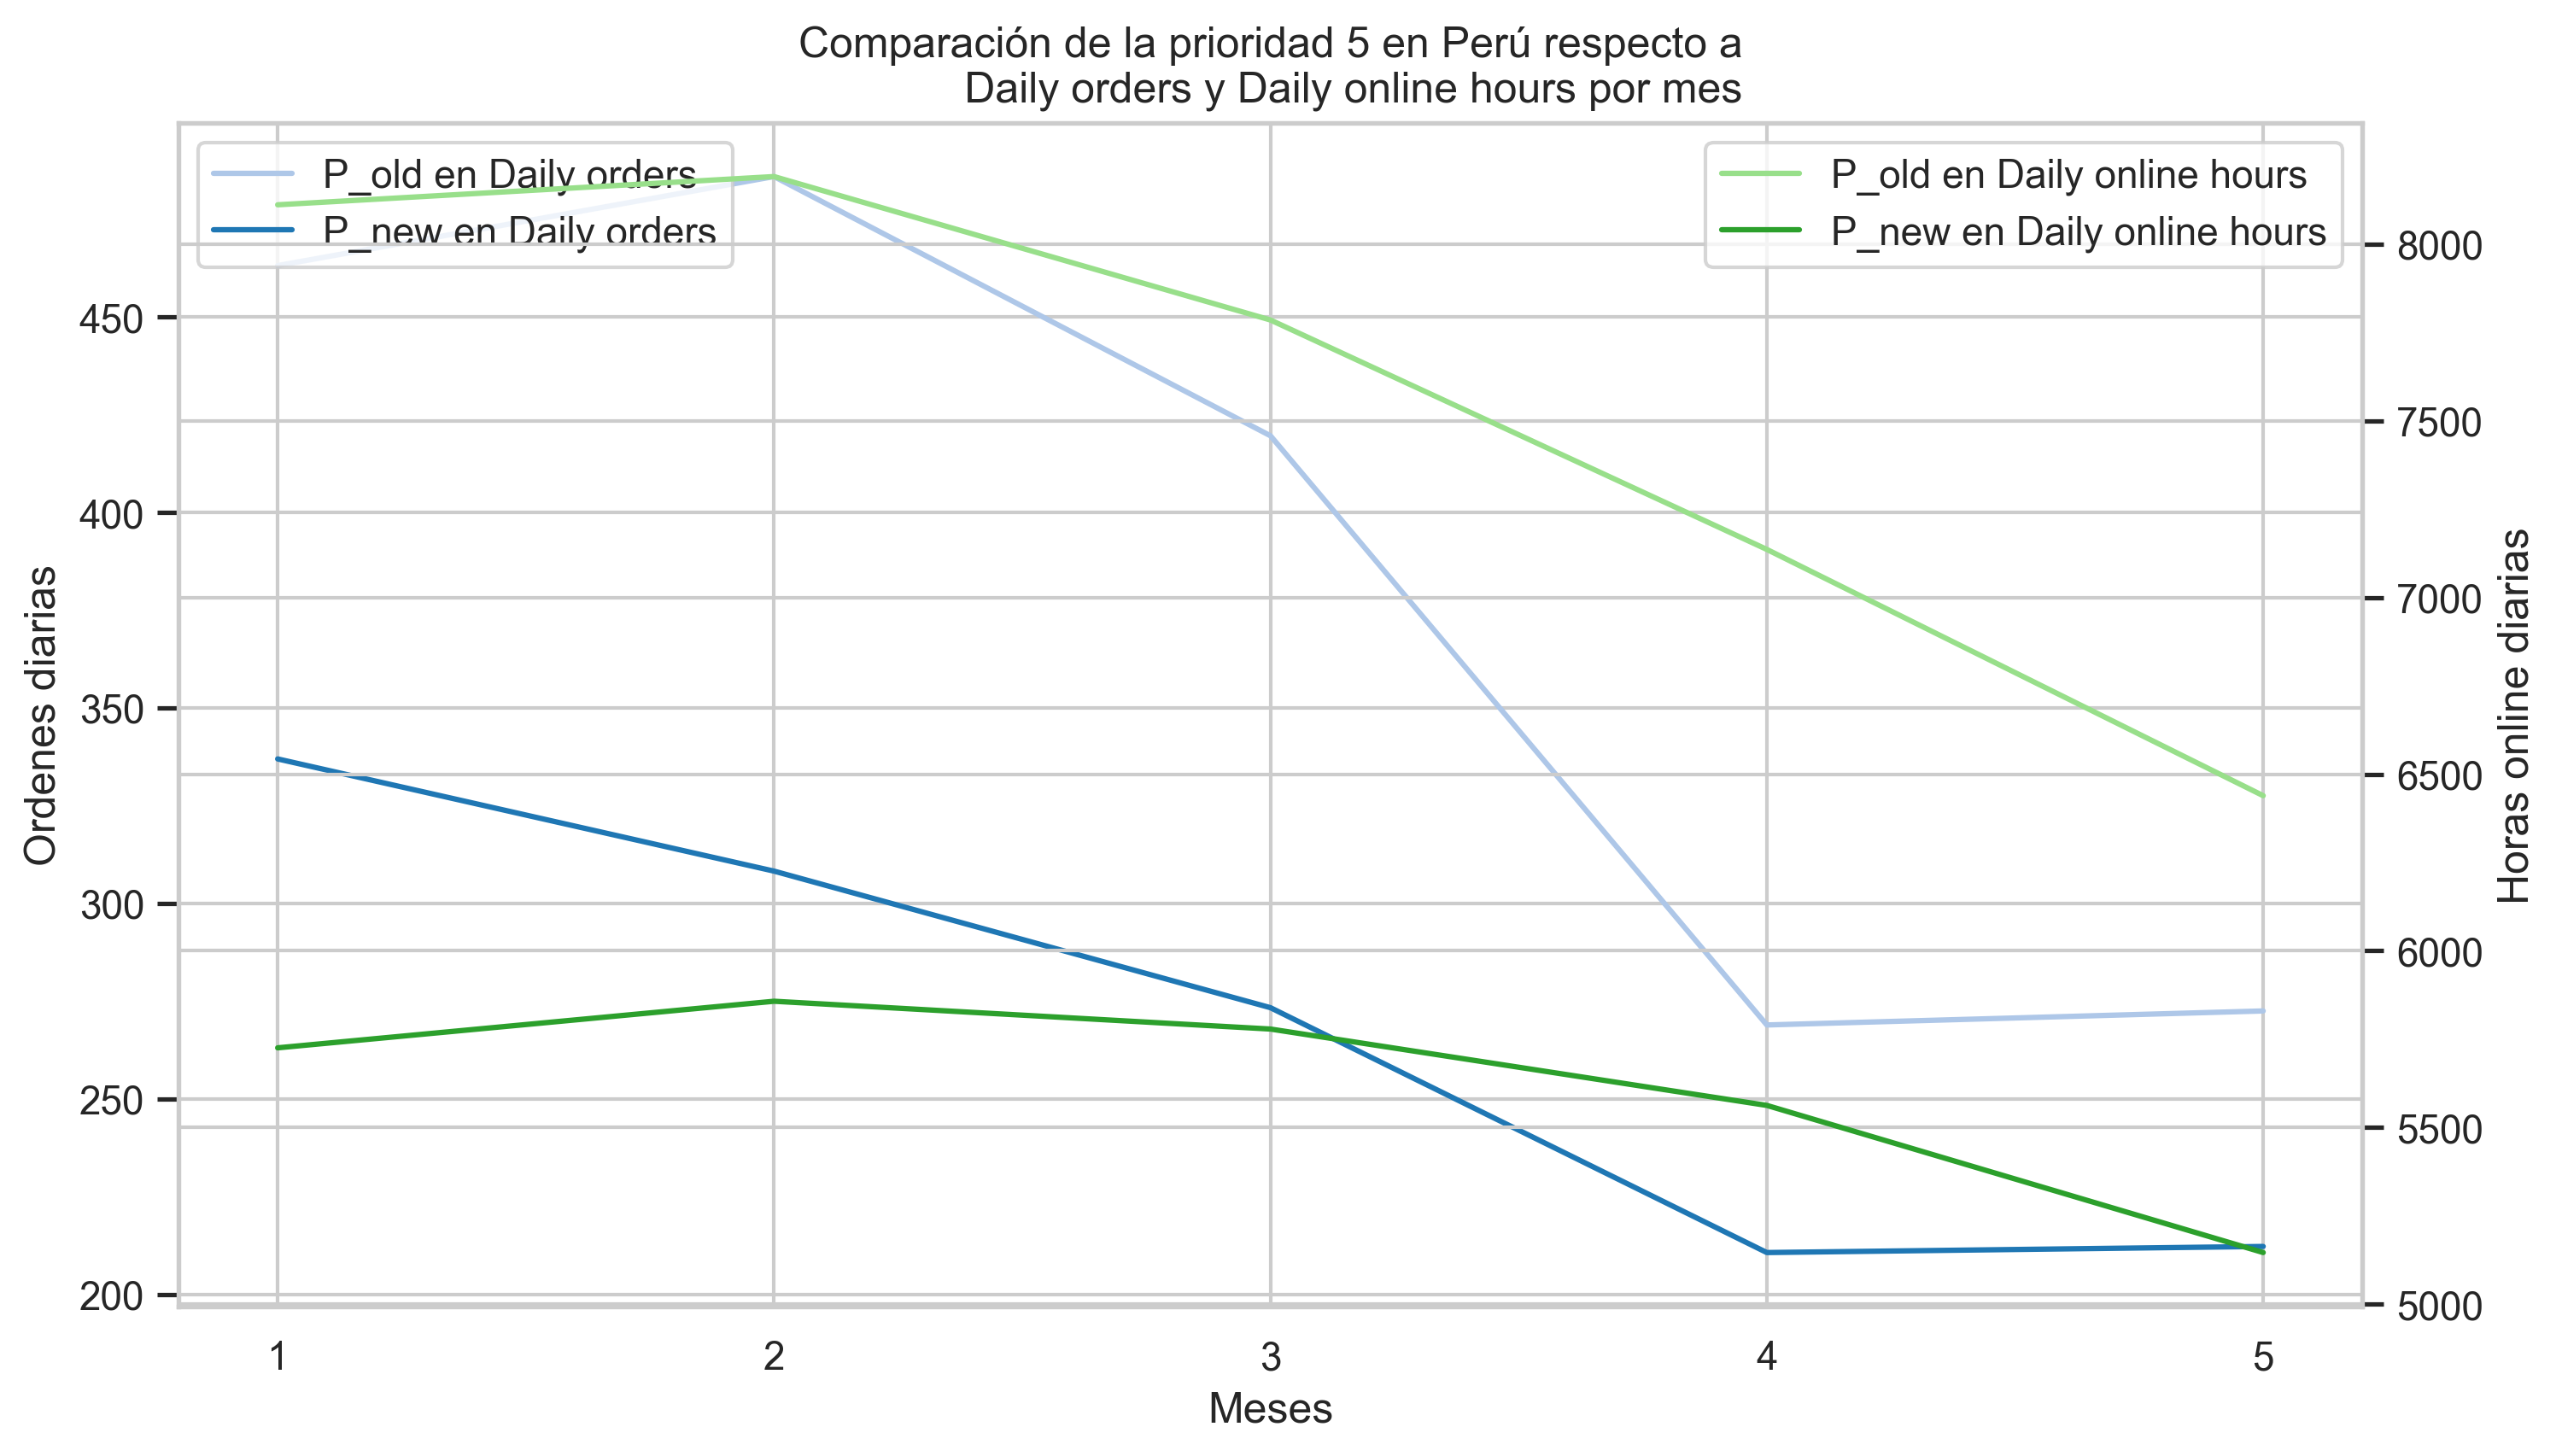 Comparación de la prioridad 5 en Perú respecto a
Daily orders y Daily online hours por mes
P_old en Daily orders
P_new en Daily orders
P_old en Daily online hours
P_new en Daily online hours
450
400
350
300
250
200
Ordenes diarias
8000
7500
7000
6500
6000
5500
5000
Horas online diarias
1 2 3 4 5
Meses